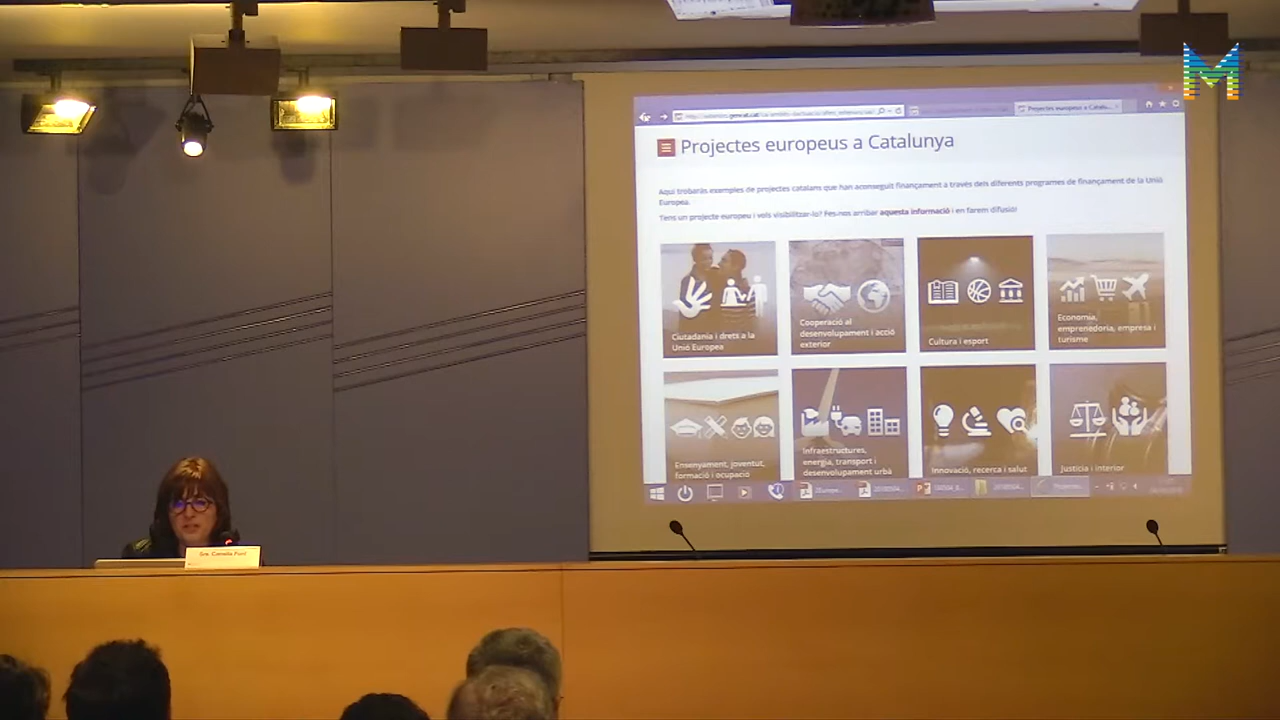 Projectes europeus a Catalu...
Projectes europeus a Catalunya
Aquí trobaràs exemples de projectes catalans que han aconseguit finançament a través dels diferents programes de finançament de la Unió
Europea.
Tens un projecte europeu i vols visibilitzar-lo? Fes-nos arribar aquesta informació i en farem difusió!
Ciutadania i drets a la
Unió Europea
Cooperació al
desenvolupament i acció
exterior
Cultura i esport
Economia,
emprenedoria, empresa i
turisme
Ensenyament, joventut,
formació i ocupació
Infraestructures,
energia, transport i
desenvolupament urbà
Innovació, recerca i salut
Justícia i interior
M